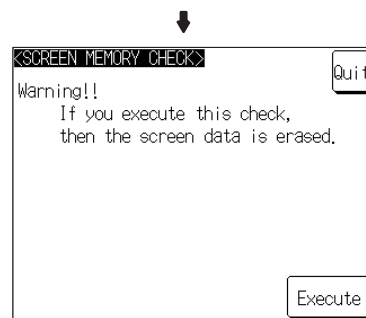 <SCREEN MEMORY CHECK>
Quit
Warning!!
If you execute this check,
then the screen data is erased.
Execute